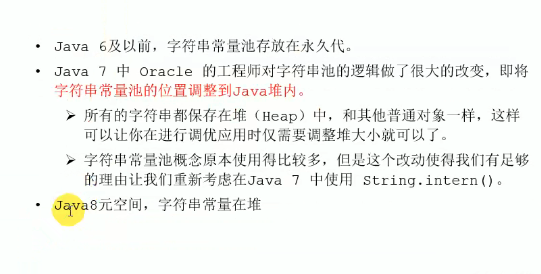 • Java 6及以前，字符串常量池存放在永久代。
• Java 7 中 Oracle 的工程师对字符串池的逻辑做了很大的改变，即将
字符串常量池的位置调整到Java堆内。
➢ 所有的字符串都保存在堆（Heap）中，和其他普通对象一样，这样
可以让你在进行调优应用时仅需要调整堆大小就可以了。
➢ 字符串常量池概念原本使用得比较多，但是这个改动使得我们有足够
的理由让我们重新考虑在Java 7 中使用 String.intern()。
• Java8元空间，字符串常量在堆